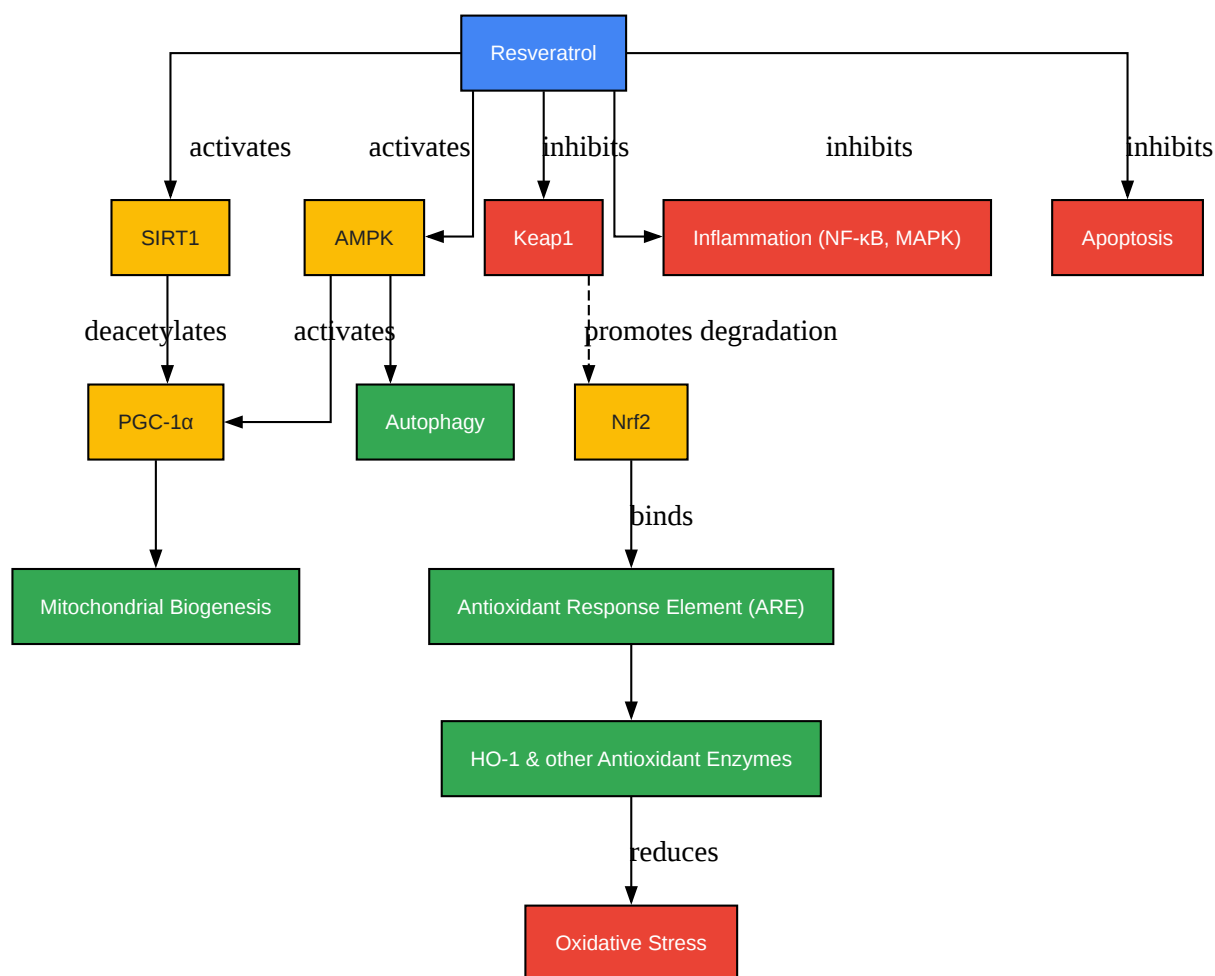 Resveratrol
activates
activates
inhibits
inhibits
inhibits
SIRT1
AMPK
Keap1
Inflammation (NF-κB, MAPK)
Apoptosis
deacetylates
activates
promotes degradation
PGC-1α
Autophagy
Nrf2
binds
Mitochondrial Biogenesis
Antioxidant Response Element (ARE)
HO-1 & other Antioxidant Enzymes
reduces
Oxidative Stress